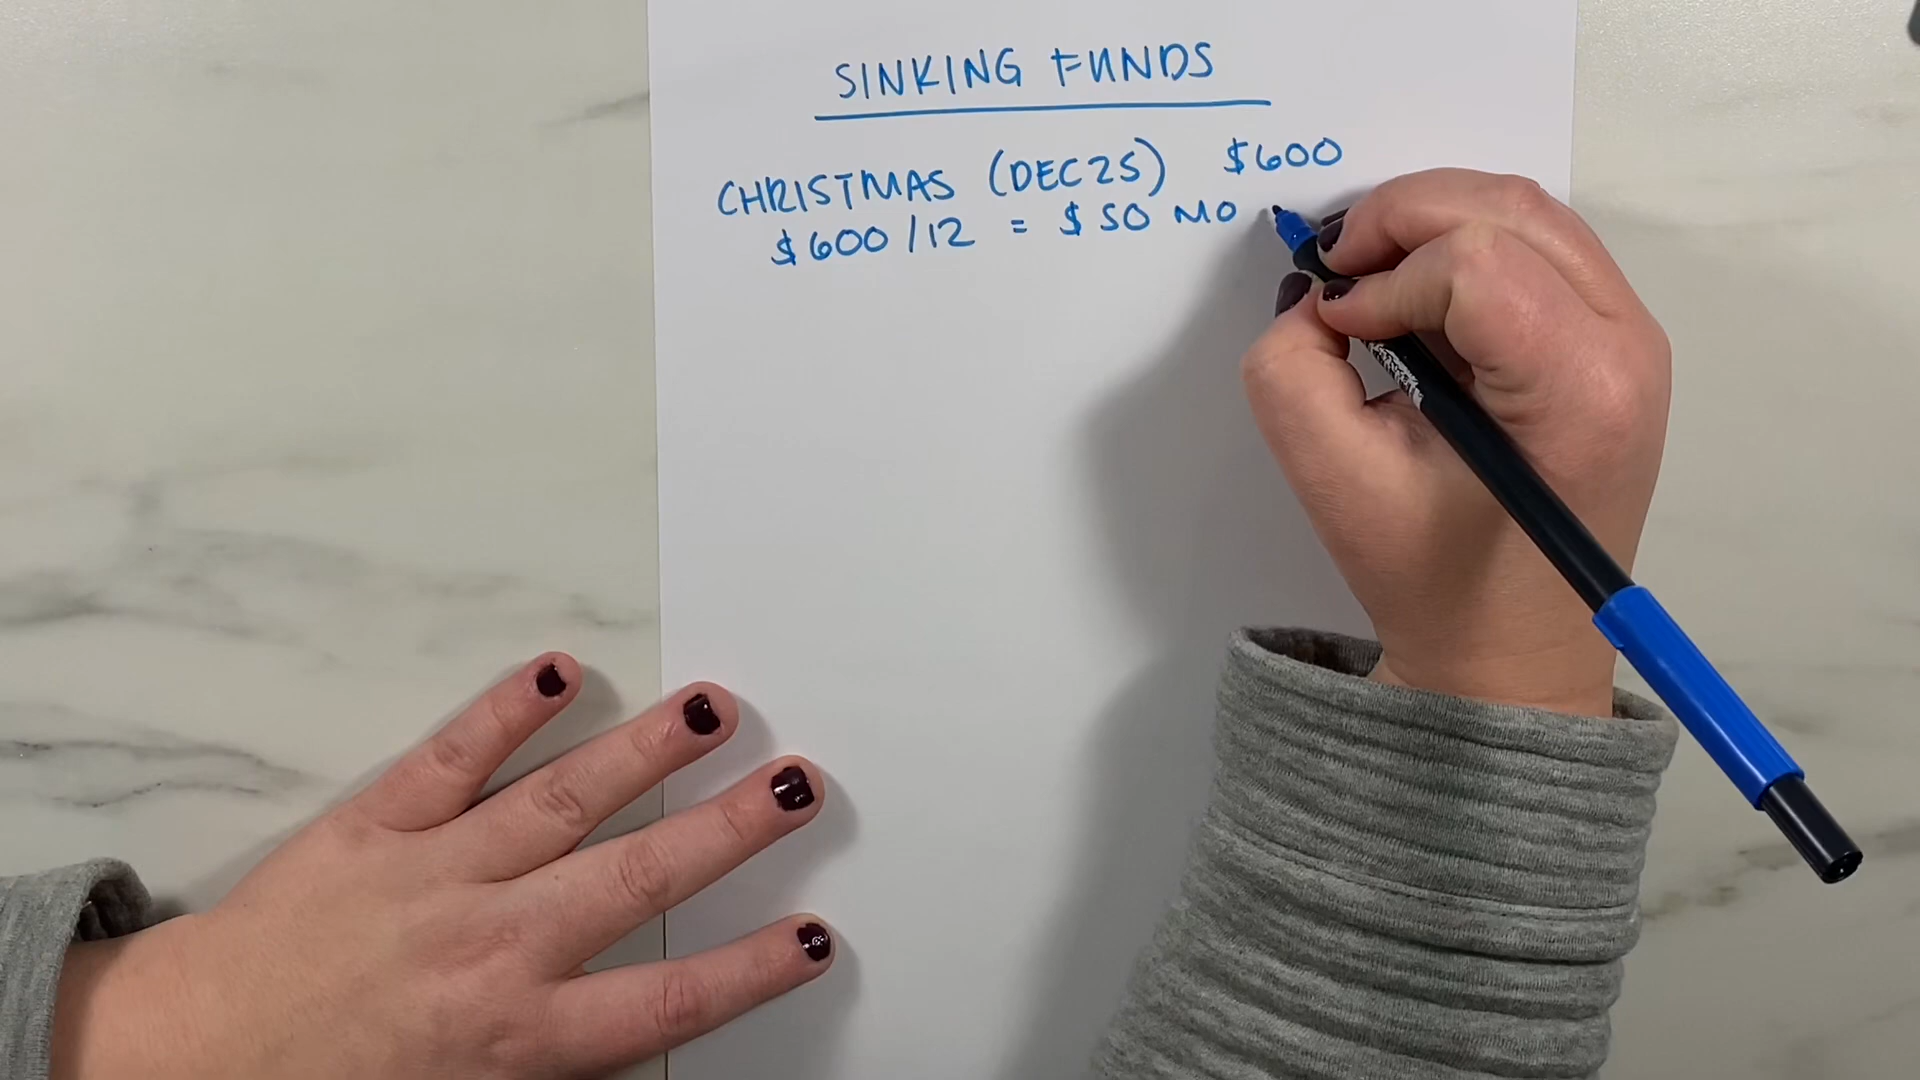 SINKING FUNDS
CHRISTMAS (DEC25) $600
$600/12 = $50 MO